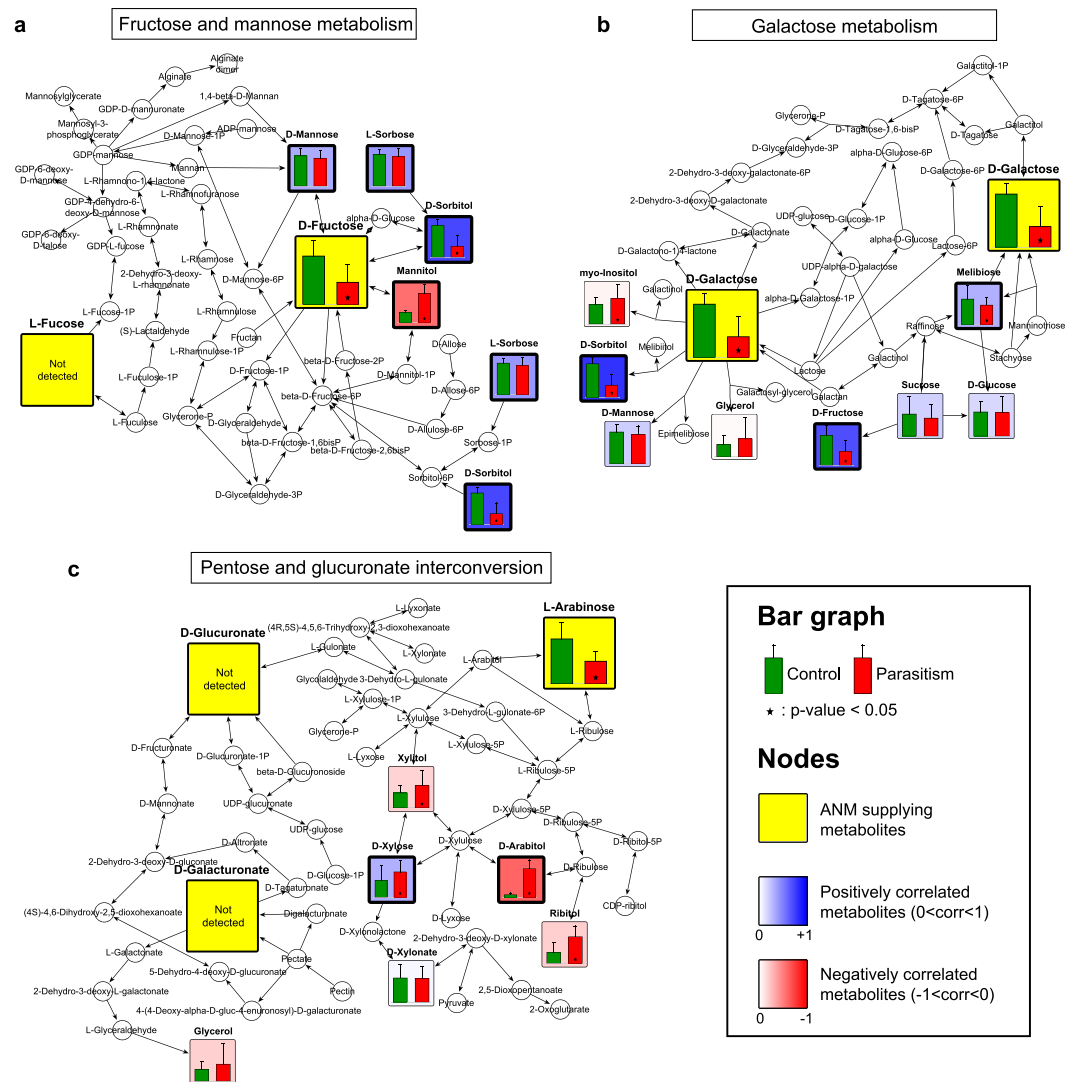 a
Fructose and mannose metabolism
Alginate
dimer
Alginate
Mannosylglycerate
1,4-beta-D-Mannan
GDP-D-mannuronate
Mannosyl-3-
phosphoglycerate
ADP-mannose
D-Mannose-1P
D-Mannose
L-Sorbose
GDP-mannose
Mannan
GDP-6-deoxy-
D-mannose
L-Rhamnono-1,4-lactone
L-Rhamnofuranose
GDP-4-dehydro-6-
deoxy-D-mannose
D-Sorbitol
alpha-D-Glucose
L-Rhamnonate
D-Fructose
GDP-6-deoxy-
D-talose
GDP-L-fucose
L-Rhamnose
Mannitol
2-Dehydro-3-deoxy-
L-rhamnonate
D-Mannose-6P
L-Fucose-1P
L-Rhamnulose
L-Fucose
Not
detected
(S)-Lactaldehyde
Fructan
D-Allose
L-Rhamnulose-1P
beta-D-Fructose-2P
L-Sorbose
L-Fuculose-1P
D-Fructose-1P
D-Mannitol-1P
D-Allose-6P
beta-D-Fructose-6P
L-Fuculose
Glycerone-P
D-Glyceraldehyde
D-Allulose-6P
beta-D-Fructose-1,6bisP
beta-D-Fructose-2,6bisP
Sorbose-1P
D-Sorbitol
Sorbitol-6P
D-Glyceraldehyde-3P
b
Galactose metabolism
Galactitol-1P
D-Tagatose-6P
Glycerone-P
D-Tagatose-1,6-bisP
D-Tagatose
Galactitol
D-Glyceraldehyde-3P
alpha-D-Glucose-6P
2-Dehydro-3-deoxy-galactonate-6P
D-Galactose-6P
D-Galactose
2-Dehydro-3-deoxy-D-galactonate
UDP-glucose
D-Glucose-1P
D-Galactonate
alpha-D-Glucose
Lactose-6P
D-Galactono-1,4-lactone
UDP-alpha-D-galactose
myo-Inositol
D-Galactose
Melibiose
Galactinol
alpha-D-Galactose-1P
Raffinose
Manninotriose
D-Sorbitol
Melibiitol
Galactinol
Stachyose
Lactose
Sucrose
D-Glucose
Galactosyl-glycerol
Galactan
D-Mannose
Glycerol
D-Fructose
Epimelibiose
c
Pentose and glucuronate interconversion
L-Lyxonate
L-Arabinose
(4R,5S)-4,5,6-Trihydroxy-2,3-dioxohexanoate
D-Glucuronate
Not
detected
L-Gulonate
L-Xylonate
L-Arabitol
Glycolaldehyde
3-Dehydro-L-gulonate
L-Xylulose-1P
3-Dehydro-L-gulonate-6P
L-Xylulose
Glycerone-P
L-Ribulose
D-Fructuronate
L-Xylulose-5P
D-Glucurate-1P
L-Lyxose
Xylitol
beta-D-Glucuronoside
L-Ribulose-5P
D-Mannonate
UDP-glucuronate
D-Xylulose-5P
D-Ribulose-5P
UDP-glucose
D-Altronate
D-Xylose
D-Xylulose
D-Arabitol
D-Ribitol-5P
2-Dehydro-3-deoxy-D-gluconate
D-Galacturonate
Not
detected
D-Glucose-1P
D-Ribulose
D-Tagaturonate
(4S)-4,6-Dihydroxy-2,5-dioxohexanoate
Digalacturonate
D-Lyxose
Ribitol
CDP-ribitol
D-Xylonolactone
2-Dehydro-3-deoxy-D-xylonate
L-Galactonate
D-Xylonate
Pectate
5-Dehydro-4-deoxy-D-glucuronate
2-Dehydro-3-deoxy-L-galactonate
Pectin
2,5-Dioxopentanoate
Pyruvate
2-Oxoglutarate
4-(4-Deoxy-alpha-D-gluc-4-enuronosyl)-D-galacturonate
L-Glyceraldehyde
Glycerol
Bar graph
Control
Parasitism
★ : p-value < 0.05
Nodes
ANM supplying
metabolites
Positively correlated
metabolites (0<corr<1)
0 +1
Negatively correlated
metabolites (-1<corr<0)
0 -1